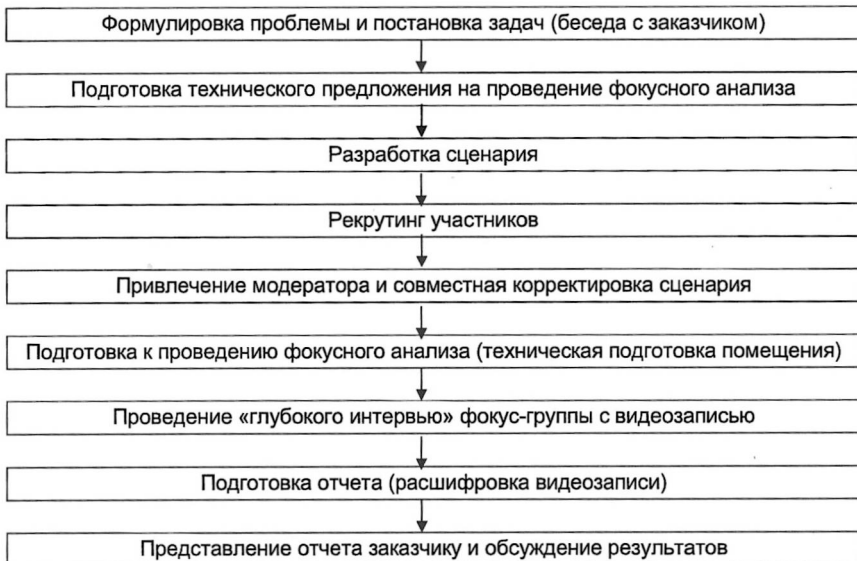 Формулировка проблемы и постановка задач (беседа с заказчиком)
Подготовка технического предложения на проведение фокусного анализа
Разработка сценария
Рекрутинг участников
Привлечение модератора и совместная корректировка сценария
Подготовка к проведению фокусного анализа (техническая подготовка помещения)
Проведение «глубокого интервью» фокус-группы с видеозаписью
Подготовка отчета (расшифровка видеозаписи)
Представление отчета заказчику и обсуждение результатов